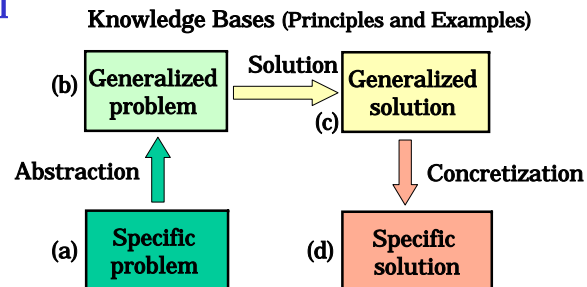 Knowledge Bases (Principles and Examples)
Solution
(b) Generalized problem
Generalized solution
(c)
Abstraction
Concretization
(a) Specific problem
(d) Specific solution